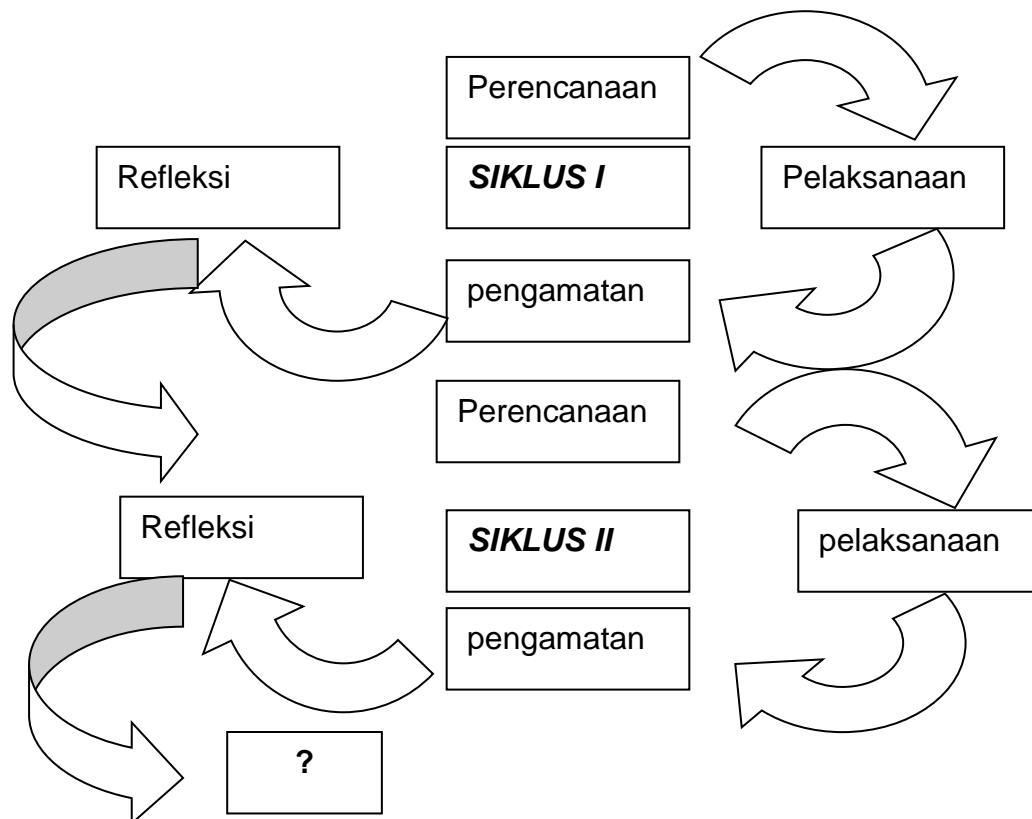 Perencanaan
Refleksi
SIKLUS I
Pelaksanaan
pengamatan
Perencanaan
Refleksi
SIKLUS II
pelaksanaan
pengamatan
?